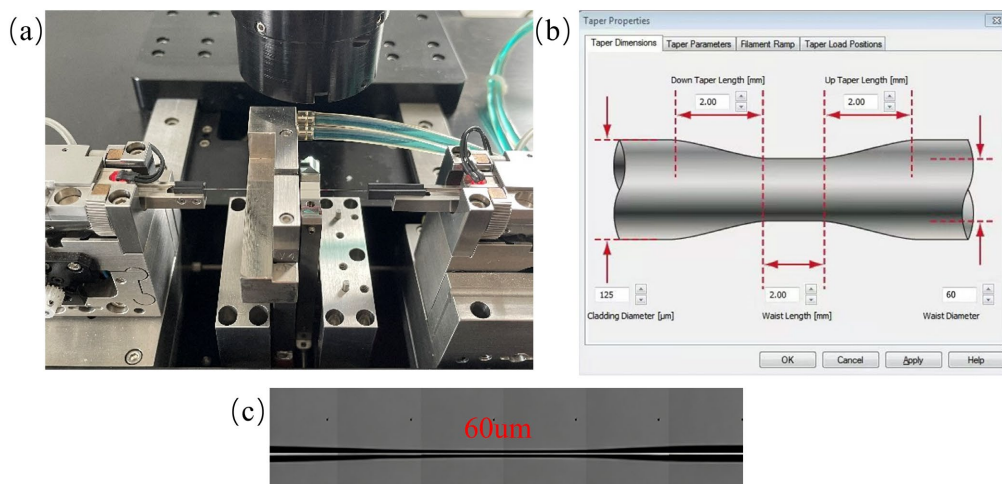 (a)
(b)
Taper Properties
Taper Dimensions Taper Parameters Filament Ramp Taper Load Positions
Down Taper Length [mm] Up Taper Length [mm]
2.00 2.00
125 2.00 60
Cladding Diameter [µm] Waist Length [mm] Waist Diameter
OK Cancel Apply Help
(c)
60um